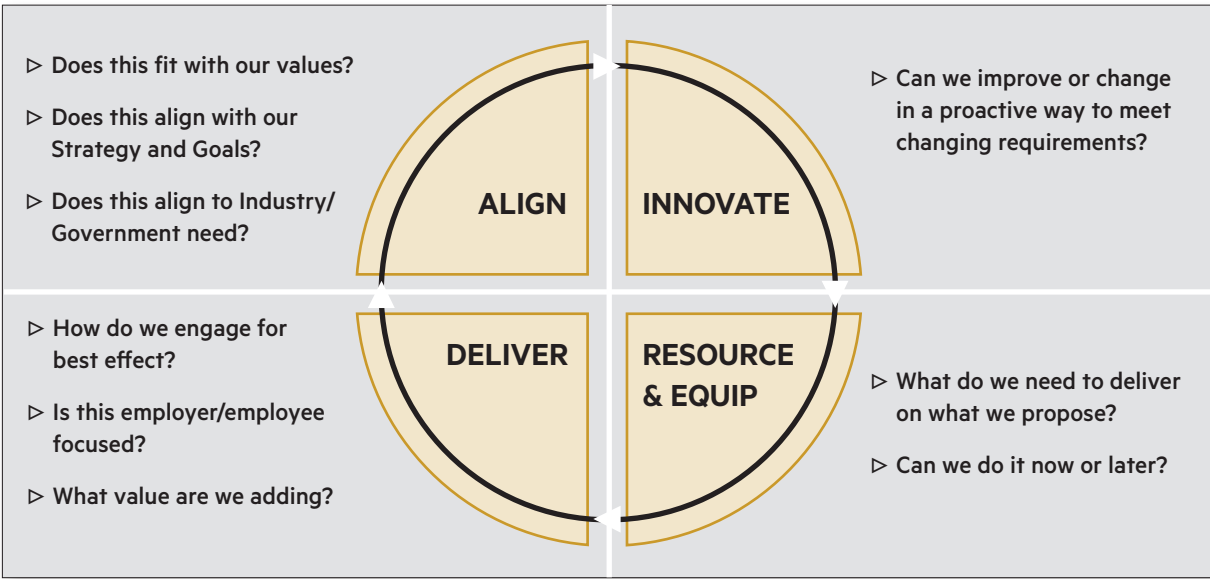 ▷ Does this fit with our values?
▷ Does this align with our
Strategy and Goals?
▷ Does this align to Industry/
Government need?
ALIGN
INNOVATE
▷ Can we improve or change
in a proactive way to meet
changing requirements?
▷ How do we engage for
best effect?
▷ Is this employer/employee
focused?
▷ What value are we adding?
DELIVER
RESOURCE
& EQUIP
▷ What do we need to deliver
on what we propose?
▷ Can we do it now or later?